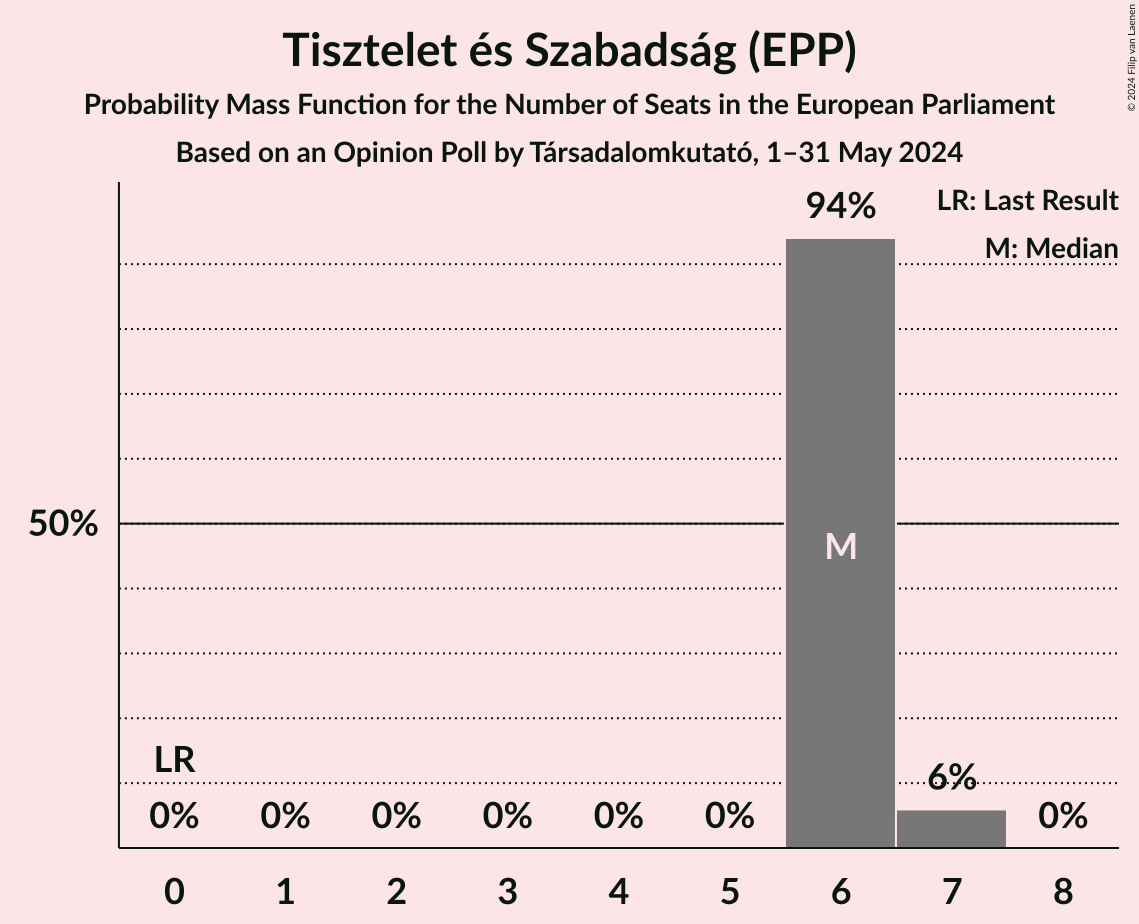 Tisztelet és Szabadság (EPP)
Probability Mass Function for the Number of Seats in the European Parliament
Based on an Opinion Poll by Társadalomkutató, 1–31 May 2024
© 2024 Filip van Laenen
LR: Last Result
M: Median
94%
50%
M
LR
6%
0% 0% 0% 0% 0% 0% 0%
0 1 2 3 4 5 6 7 8